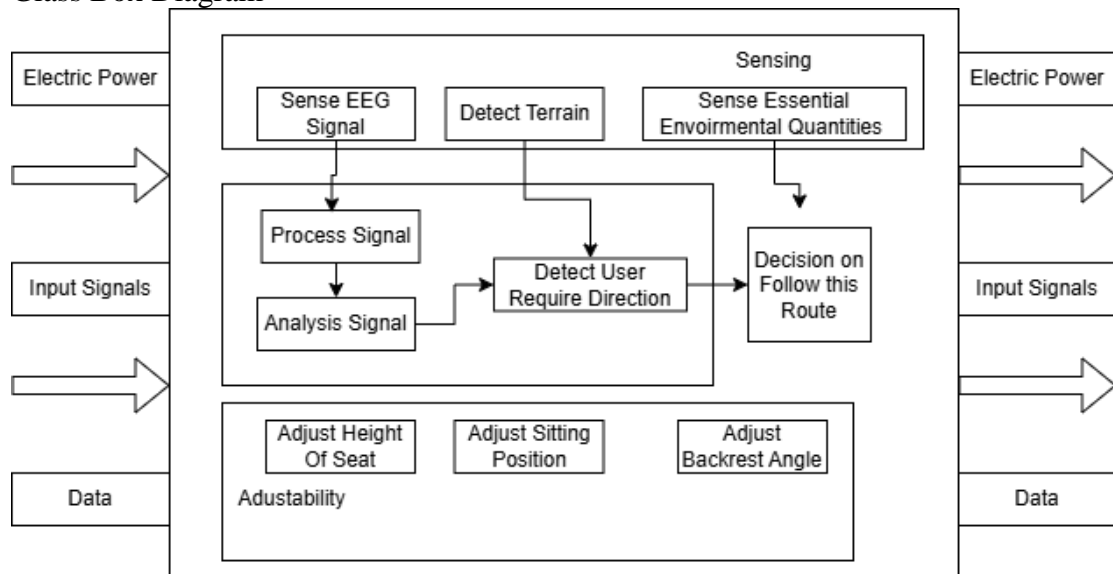 Class Box Diagram
Electric Power
Sensing
Electric Power
Sense EEG
Signal
Detect Terrain
Sense Essential
Envoirmental Quantities
Process Signal
Detect User
Require Direction
Decision on
Follow this
Route
Input Signals
Input Signals
Analysis Signal
Adjust Height
Of Seat
Adjust Sitting
Position
Adjust
Backrest Angle
Data
Adustability
Data